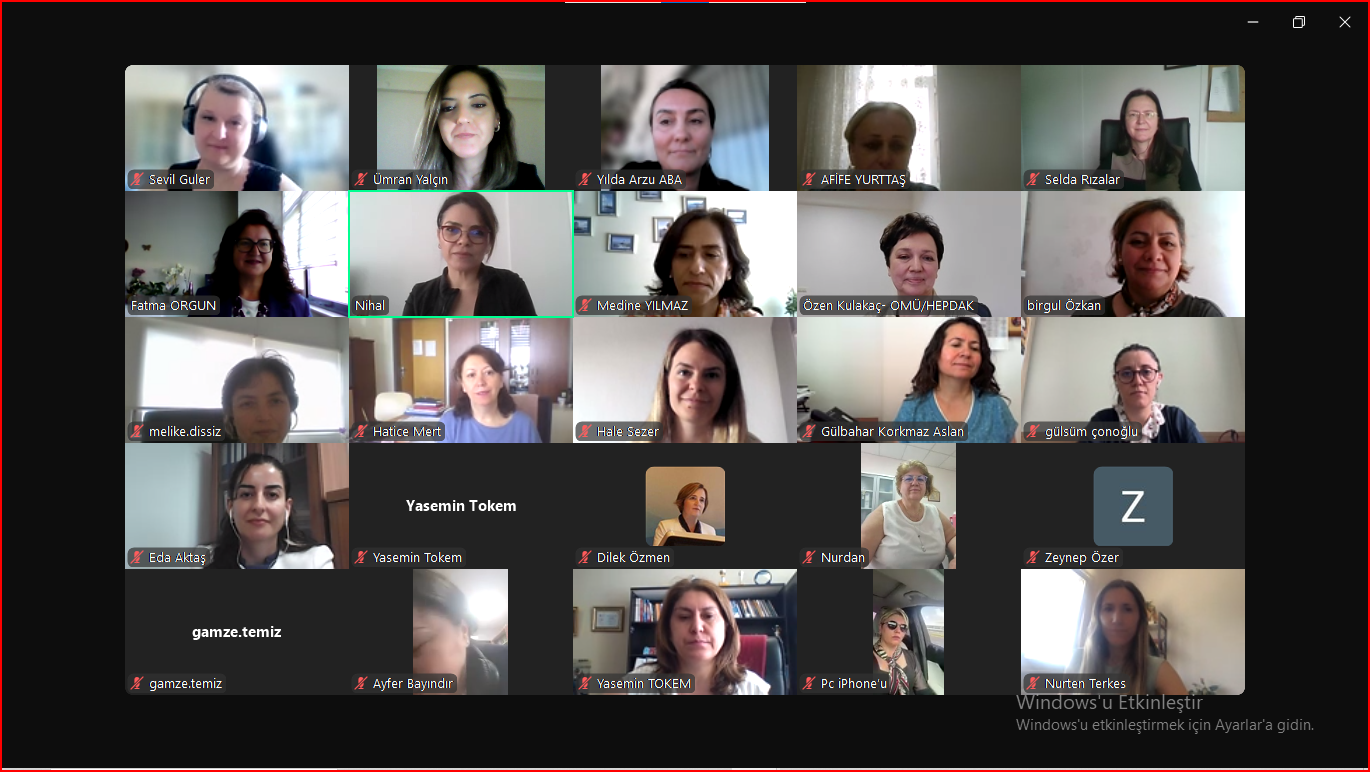 Sevil Guler
Ümran Yalçın
Yılda Arzu ABA
AFİFE YURTTAŞ
Selda Rızalar
Fatma ORGUN
Nihal
Medine YILMAZ
Özen Kulakaç- OMÜ/HEPDAK
birgul Özkan
melike.dissiz
Hatice Mert
Hale Sezer
Gülbahar Korkmaz Aslan
gülsüm çonoğlu
Eda Aktaş
Yasemin Tokem
Yasemin Tokem
Dilek Özmen
Nurdan
Z
Zeynep Özer
gamze.temiz
gamze.temiz
Ayfer Bayındır
Yasemin TOKEM
Pc iPhone'u
Nurten Terkes
Windows'u Etkinleştir
Windows'u etkinleştirmek için Ayarlar'a gidin.